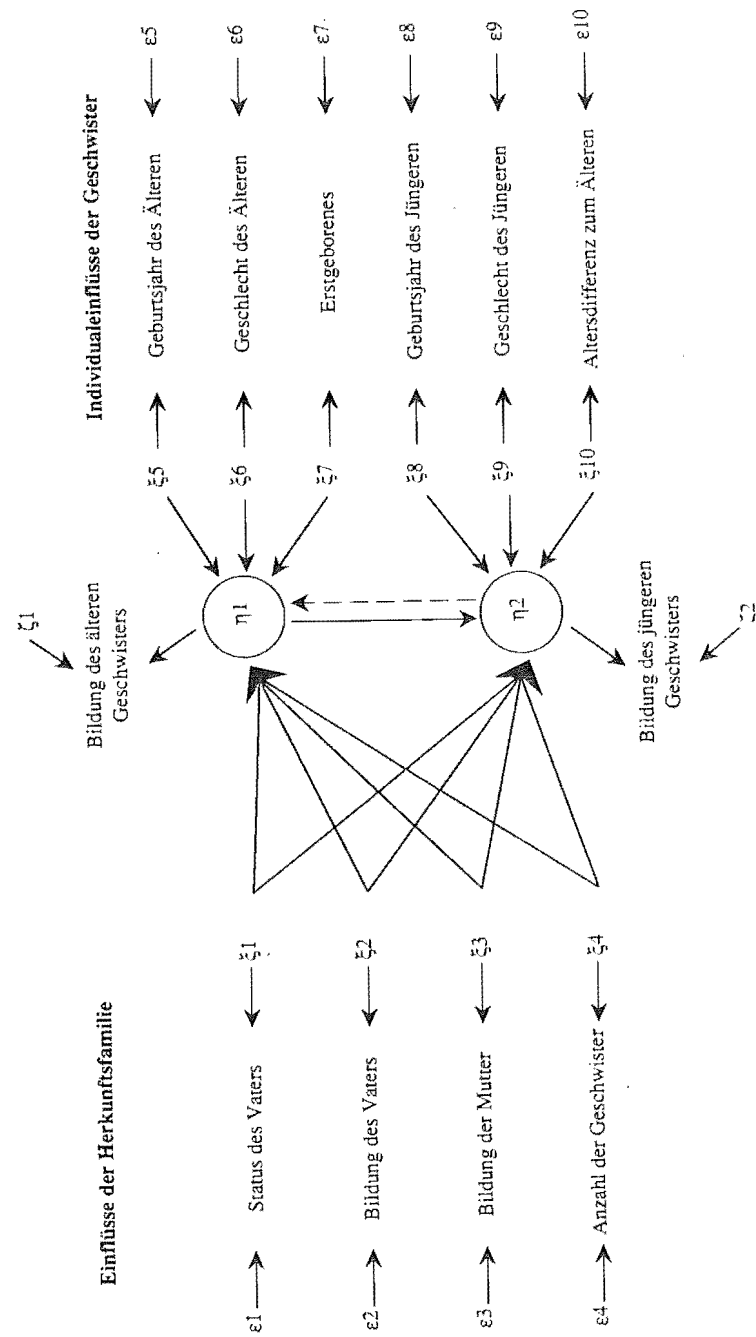 Einflüsse der Herkunftsfamilie
Individualeinflüsse der Geschwister
ζ1
Bildung des älteren
Geschwisters
ε1 Status des Vaters ξ1
ε2 Bildung des Vaters ξ2
ε3 Bildung der Mutter ξ3
ε4 Anzahl der Geschwister ξ4
η1
η2
ξ5 Geburtsjahr des Älteren ε5
ξ6 Geschlecht des Älteren ε6
ξ7 Erstgeborenes ε7
ξ8 Geburtsjahr des Jüngeren ε8
ξ9 Geschlecht des Jüngeren ε9
ξ10 Altersdifferenz zum Älteren ε10
Bildung des jüngeren
Geschwisters
ζ2